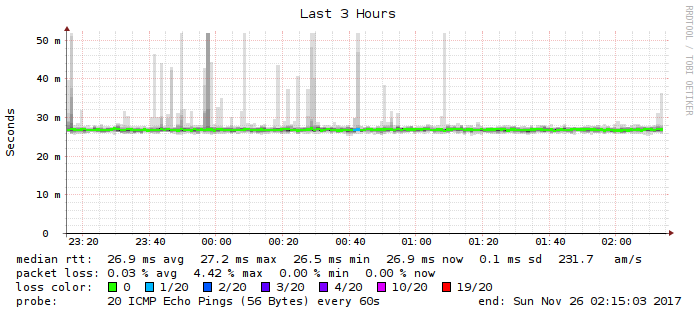 Last 3 Hours
RRDTOOL / TOBI OETIKER
Seconds
50 m
40 m
30 m
20 m
10 m
0
23:20 23:40 00:00 00:20 00:40 01:00 01:20 01:40 02:00
median rtt: 26.9 ms avg 27.2 ms max 26.5 ms min 26.9 ms now 0.1 ms sd 231.7 am/s
packet loss: 0.03 % avg 4.42 % max 0.00 % min 0.00 % now
loss color: 0 1/20 2/20 3/20 4/20 10/20 19/20
probe: 20 ICMP Echo Pings (56 Bytes) every 60s end: Sun Nov 26 02:15:03 2017